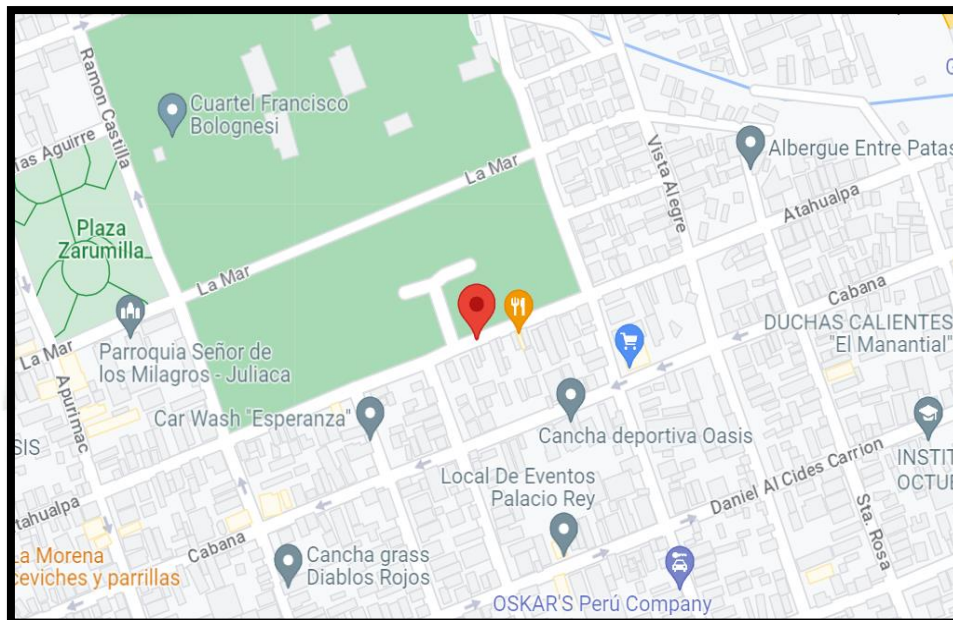 Ramon Castilla
Cuartel Francisco
Bolognesi
ías Aguirre
La Mar
Vista Alegre
Albergue Entre Patas
Atahualpa
Plaza
Zarumilla
La Mar
Cabana
DUCHAS CALIENTES
"El Manantial"
La Mar
Parroquia Señor de
los Milagros - Juliaca
Apurimac
Car Wash "Esperanza"
Cancha deportiva Oasis
SIS
INSTIT
OCTUB
Local De Eventos
Palacio Rey
Daniel Al Cides Carrion
Sta. Rosa
tahualpa
Cabana
La Morena
ceviches y parrillas
Cancha grass
Diablos Rojos
OSKAR'S Perú Company